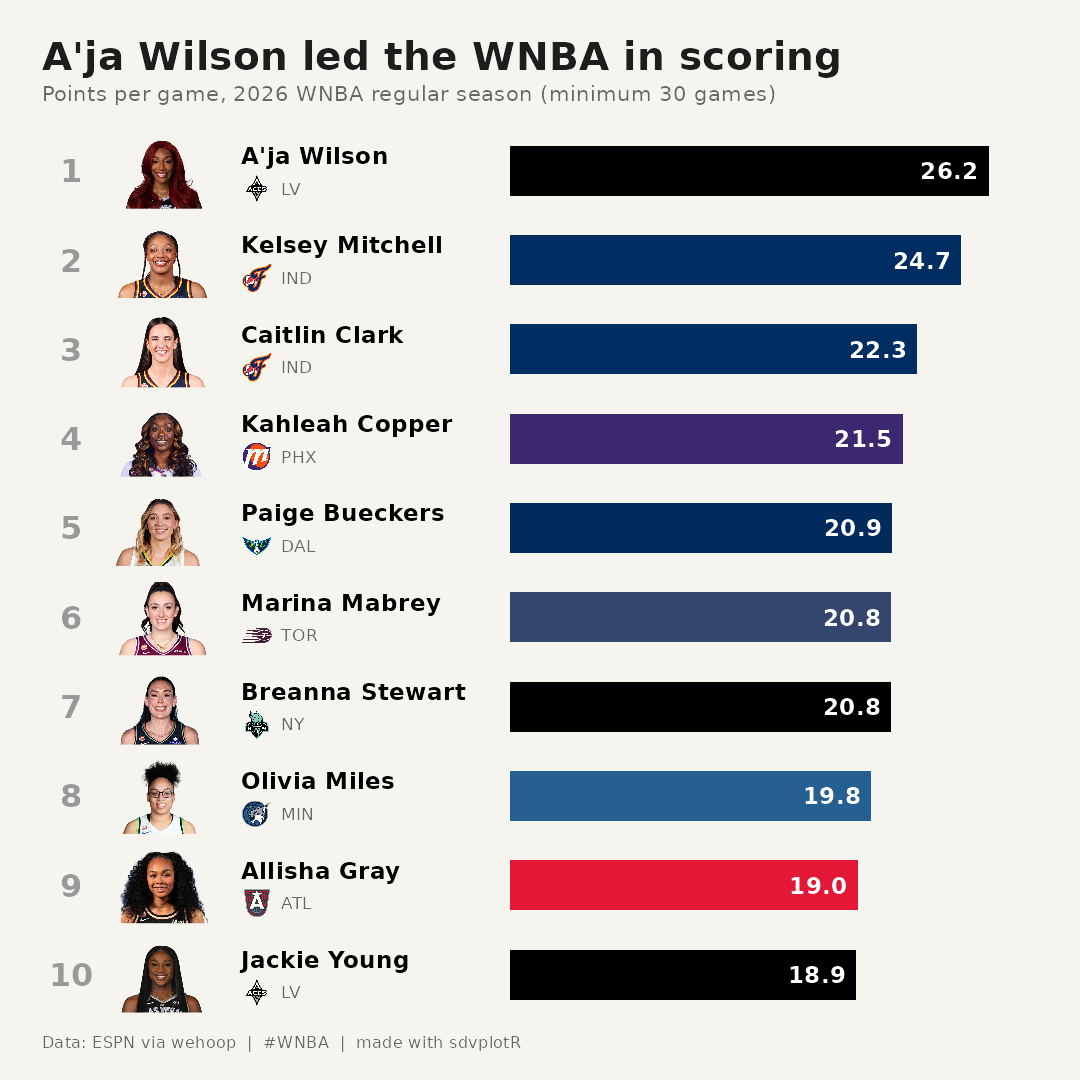 A'ja Wilson led the WNBA in scoring
Points per game, 2026 WNBA regular season (minimum 30 games)
1
A'ja Wilson
LV
26.2
2
Kelsey Mitchell
IND
24.7
3
Caitlin Clark
IND
22.3
4
Kahleah Copper
PHX
21.5
5
Paige Bueckers
DAL
20.9
6
Marina Mabrey
TOR
20.8
7
Breanna Stewart
NY
20.8
8
Olivia Miles
MIN
19.8
9
Allisha Gray
ATL
19.0
10
Jackie Young
LV
18.9
Data: ESPN via wehoop | #WNBA | made with sdvplotR